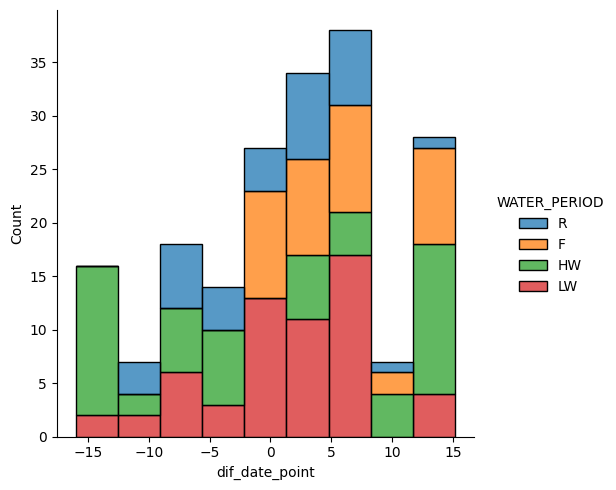 35
30
25
20
15
10
5
0
Count
−15
−10
−5
0
5
10
15
dif_date_point
WATER_PERIOD
R
F
HW
LW